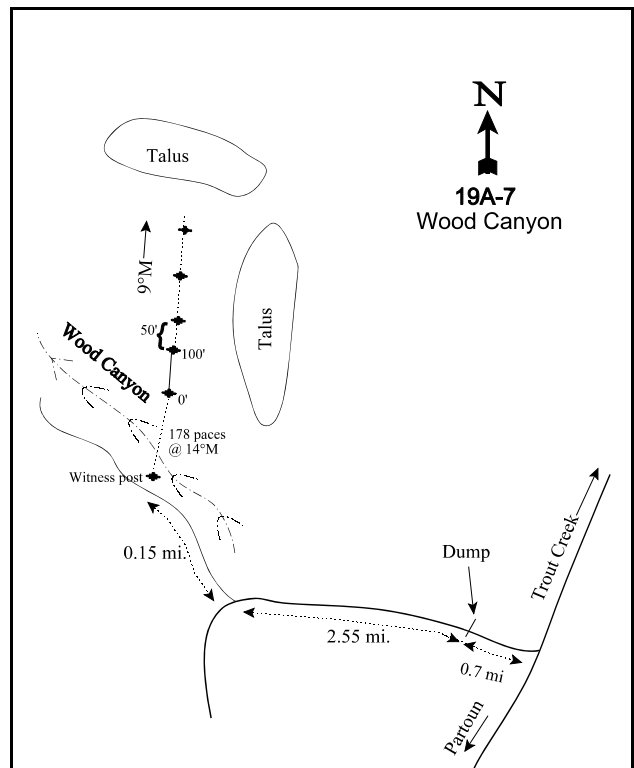 N
19A-7
Wood Canyon
Talus
9°M
Talus
50'
100'
0'
Wood Canyon
178 paces
@ 14°M
Witness post
0.15 mi.
Dump
Trout Creek
2.55 mi.
0.7 mi
Partoun